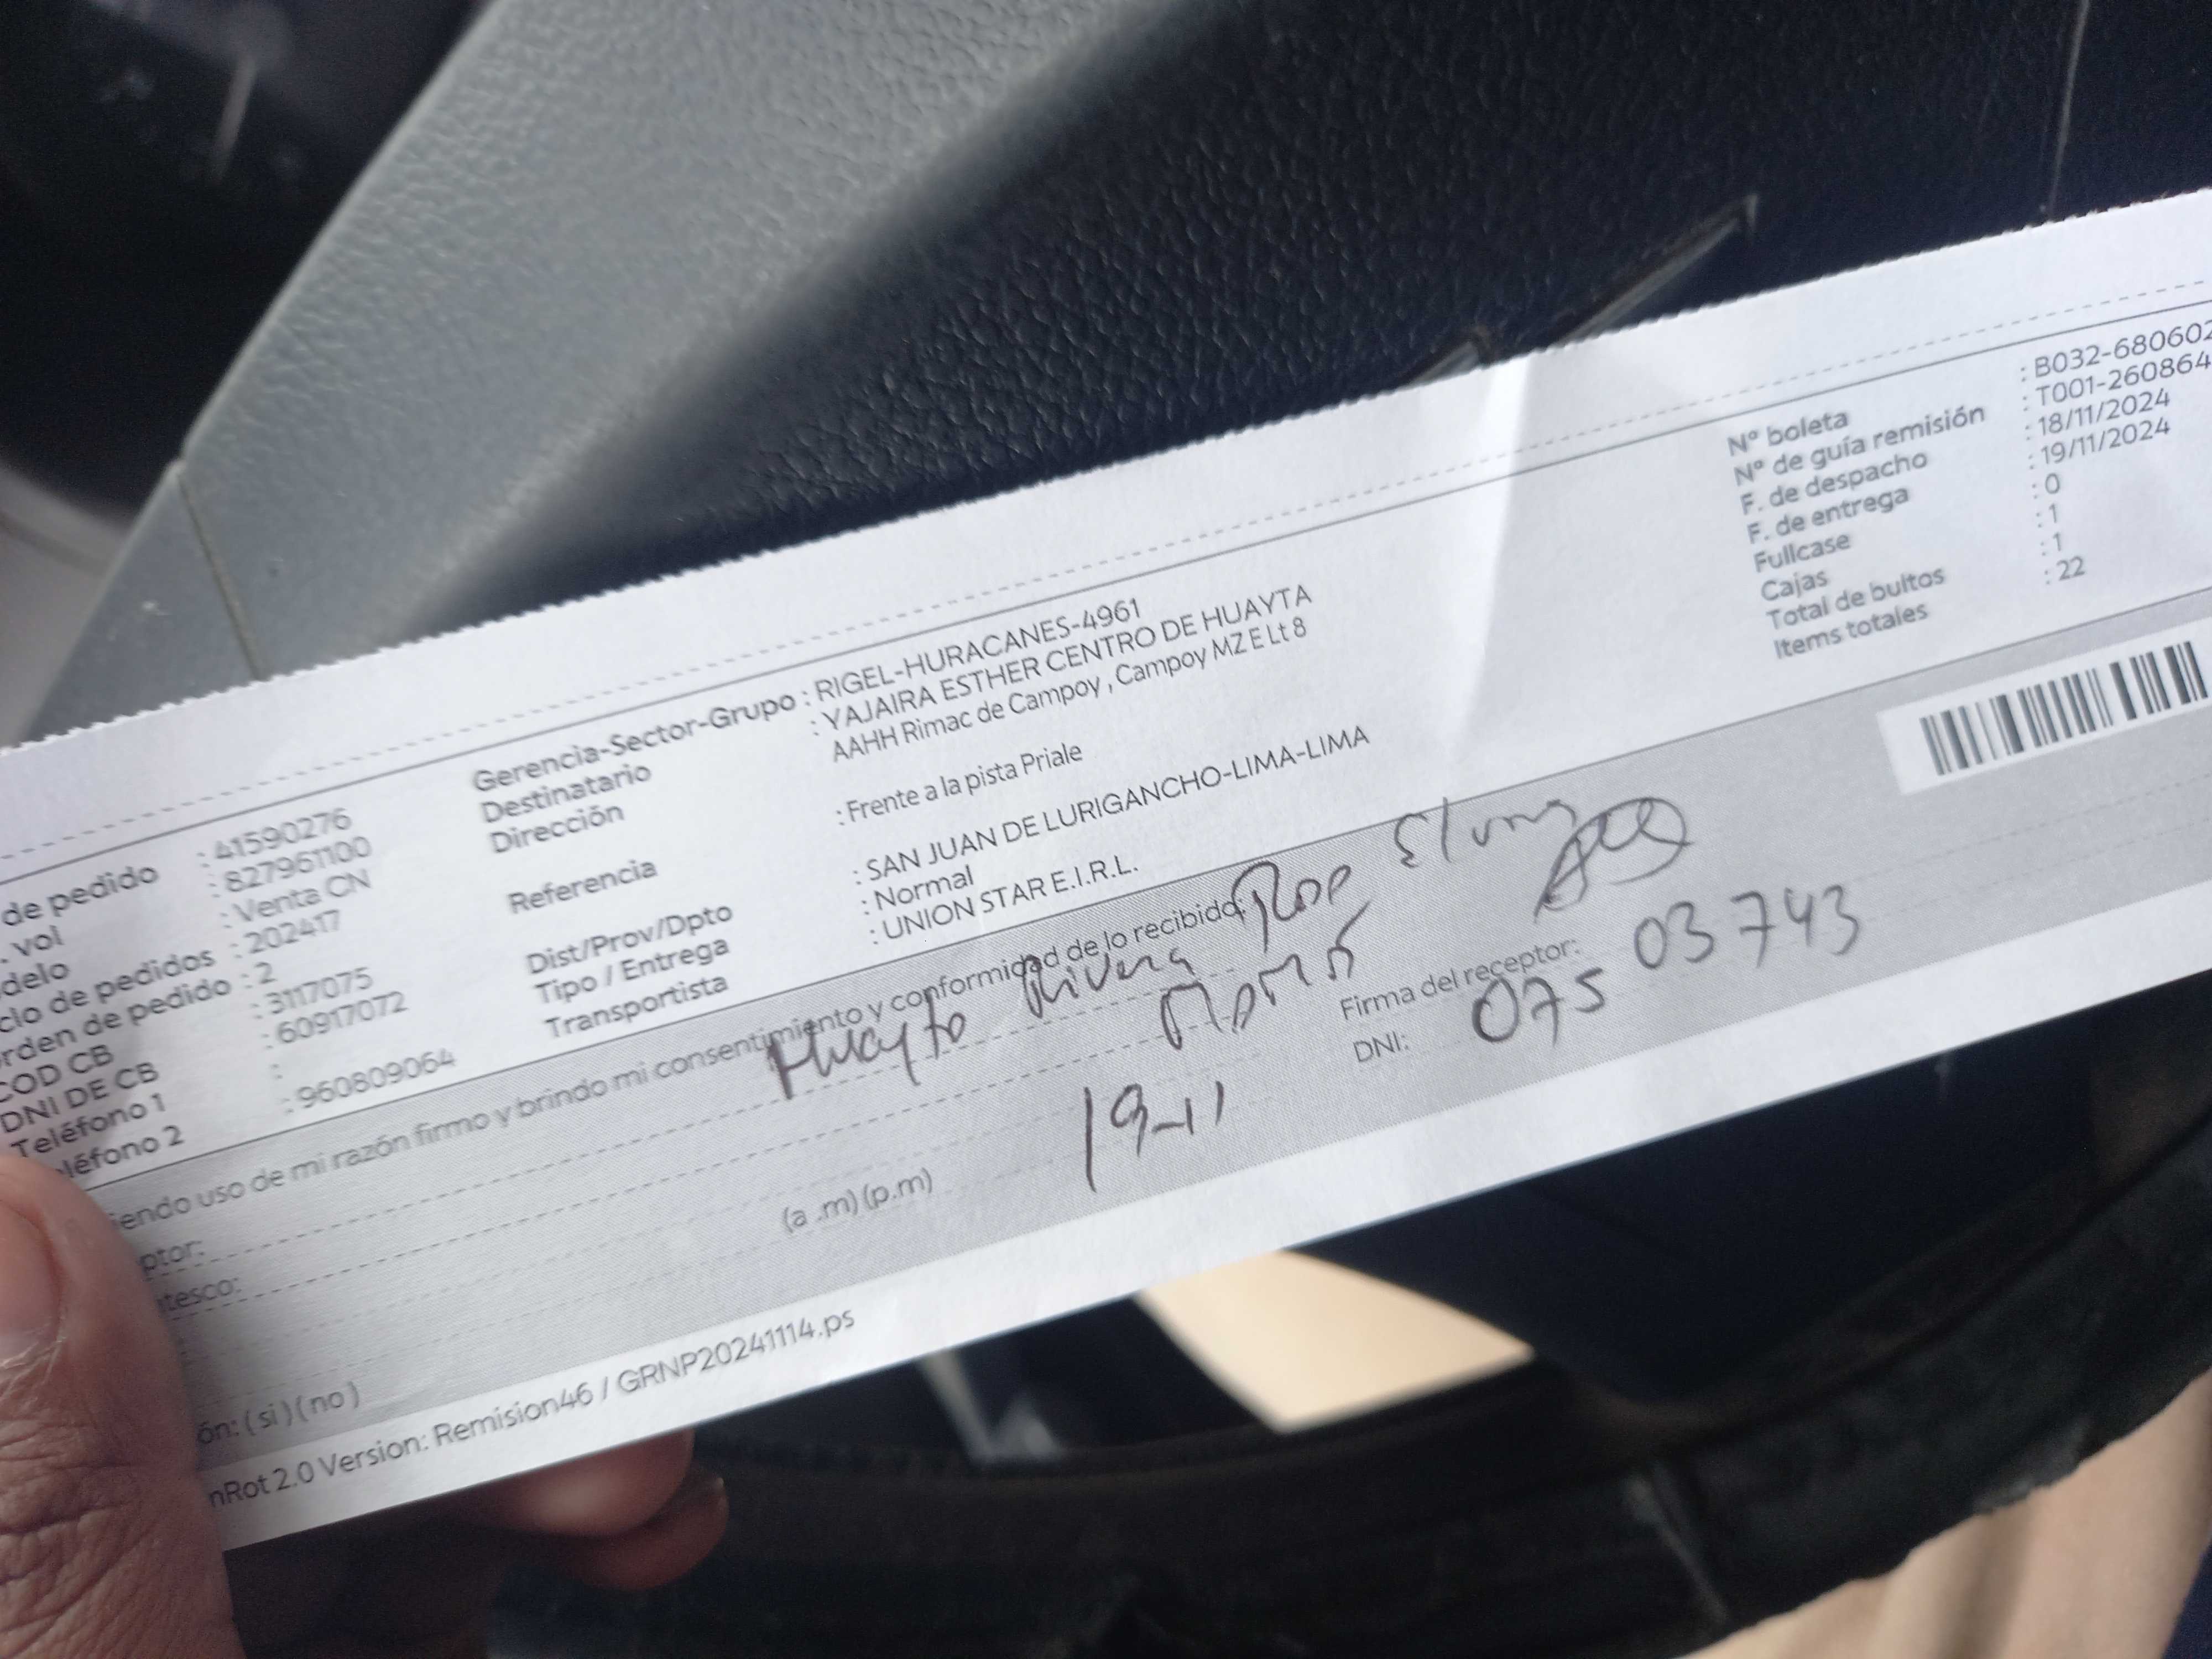 de pedido : 41590276
. vol : 827961100
delo : Venta CN
clo de pedidos : 202417
rden de pedido : 2
COD CB : 3117075
DNI DE CB : 60917072
Teléfono 1 :
léfono 2 : 960809064
Gerencia-Sector-Grupo : RIGEL-HURACANES-4961
Destinatario : YAJAIRA ESTHER CENTRO DE HUAYTA
Dirección AAHH Rimac de Campoy , Campoy MZ E Lt 8
Referencia : Frente a la pista Priale
Dist/Prov/Dpto : SAN JUAN DE LURIGANCHO-LIMA-LIMA
Tipo / Entrega : Normal
Transportista : UNION STAR E.I.R.L.
N° boleta : B032-680602
N° de guía remisión : T001-260864
F. de despacho : 18/11/2024
F. de entrega : 19/11/2024
Fullcase : 0
Cajas : 1
Total de bultos : 1
Items totales : 22
iendo uso de mi razón firmo y brindo mi consentimiento y conformidad de lo recibido:
ptor: Huayta Rivera
ntesco:
(a .m) (p.m) 19-11
Firma del receptor:
DNI: 07503743
ón: ( si ) ( no )
nRot 2.0 Version: Remision46 / GRNP20241114.ps